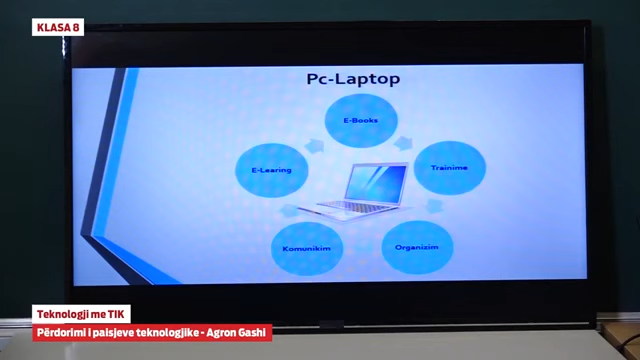 KLASA 8
Pc-Laptop
E-Books
E-Learing
Trainime
Komunikim
Organizim
Teknologji me TIK
Përdorimi i paisjeve teknologjike - Agron Gashi